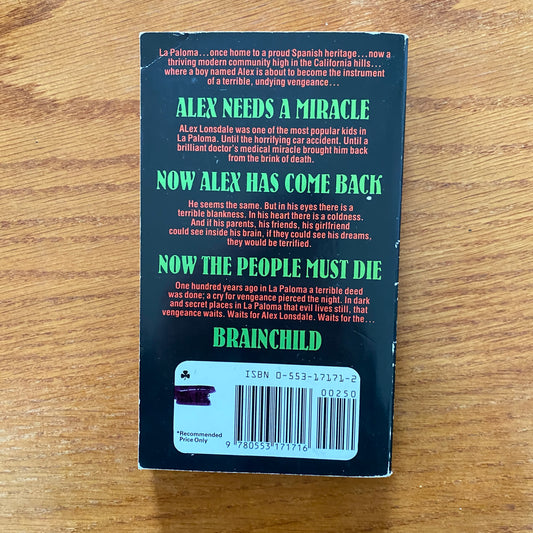 La Paloma...once home to a proud Spanish heritage...now a
thriving modern community high in the California hills...
where a boy named Alex is about to become the instrument
of a terrible, undying vengeance...
ALEX NEEDS A MIRACLE
ALex Lonsdale was one of the most popular kids in
La Paloma. Until the horrifying car accident. Until a
brilliant doctor's medical miracle brought him back
from the brink of death.
NOW ALEX HAS COME BACK
He seems the same. But in his eyes there is a
terrible blankness. In his heart there is a coldness.
And if his parents, his friends, his girlfriend
could see inside his brain, if they could see his dreams,
they would be terrified.
NOW THE PEOPLE MUST DIE
One hundred years ago in La Paloma a terrible deed
was done; a cry for vengeance pierced the night. In dark
and secret places in La Paloma that evil lives still, that
vengeance waits. Waits for Alex Lonsdale. Waits for the...
BRAINCHILD
ISBN 0-553-17171-2
00250
*Recommended
Price Only
9 780553 171716